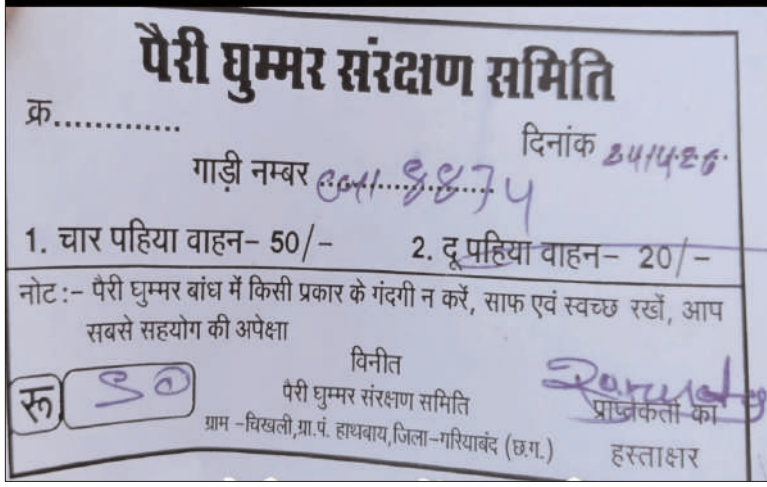 पैरी घुम्मर संरक्षण समिति
क्र.............
दिनांक 24/4.26.
गाड़ी नम्बर 8874
1. चार पहिया वाहन- 50/- 2. दू पहिया वाहन- 20/-
नोट :- पैरी घुम्मर बांध में किसी प्रकार के गंदगी न करें, साफ एवं स्वच्छ रखें, आप
सबसे सहयोग की अपेक्षा
विनीत
रू 50
पैरी घुम्मर संरक्षण समिति
ग्राम -चिखली,ग्रा.पं. हाथबाय,जिला-गरियाबंद (छ.ग.)
प्राप्तकर्ता का
हस्ताक्षर